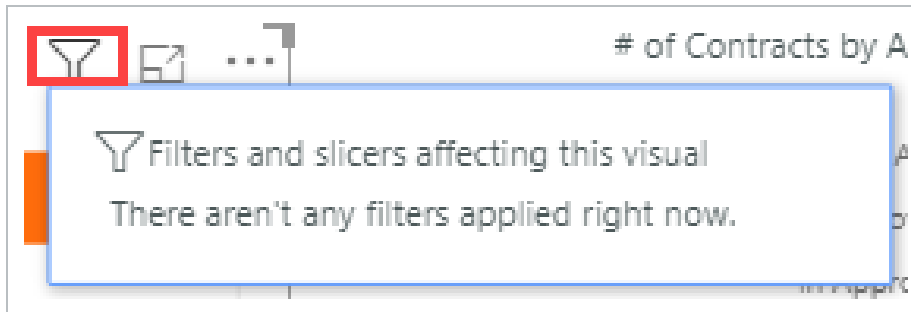 # of Contracts by A
Filters and slicers affecting this visual
There aren't any filters applied right now.